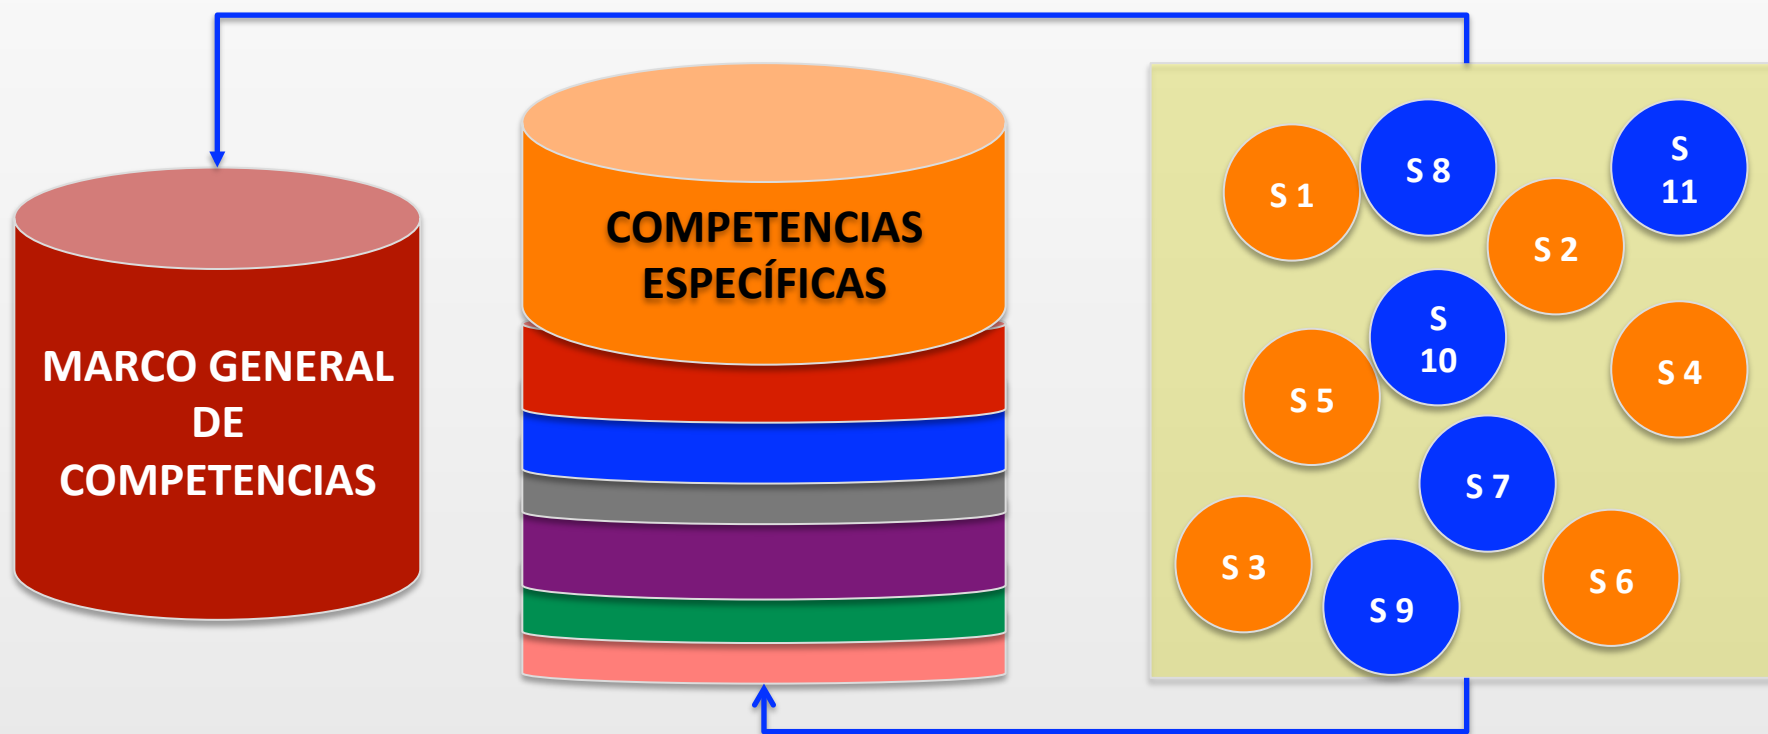 MARCO GENERAL
DE
COMPETENCIAS
COMPETENCIAS
ESPECÍFICAS
S 1
S 8
S
11
S 2
S
10
S 4
S 5
S 7
S 3
S 9
S 6